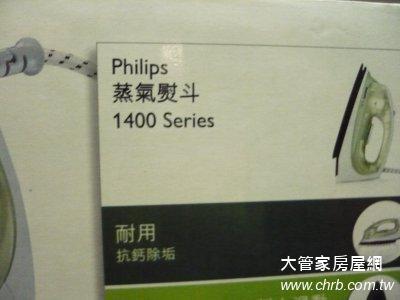 Philips
蒸氣熨斗
1400 Series
耐用
抗鈣除垢
大管家房屋網
www.chrb.com.tw